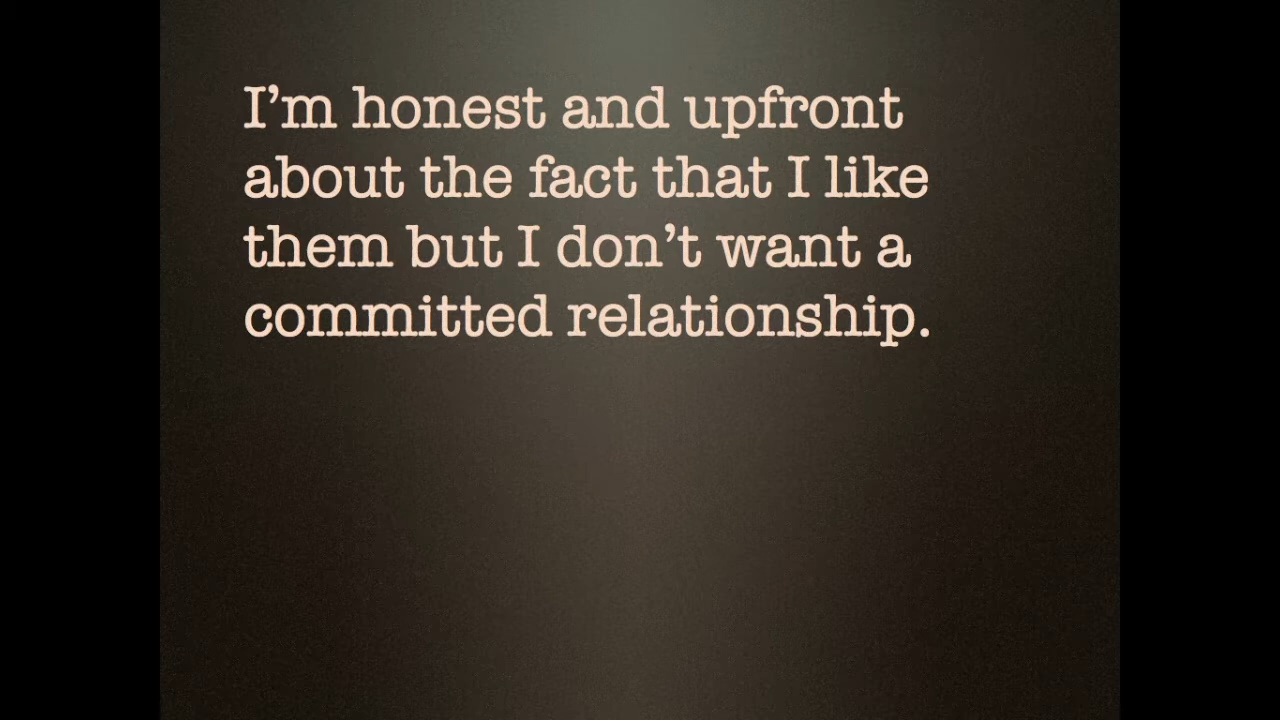 I’m honest and upfront
about the fact that I like
them but I don’t want a
committed relationship.